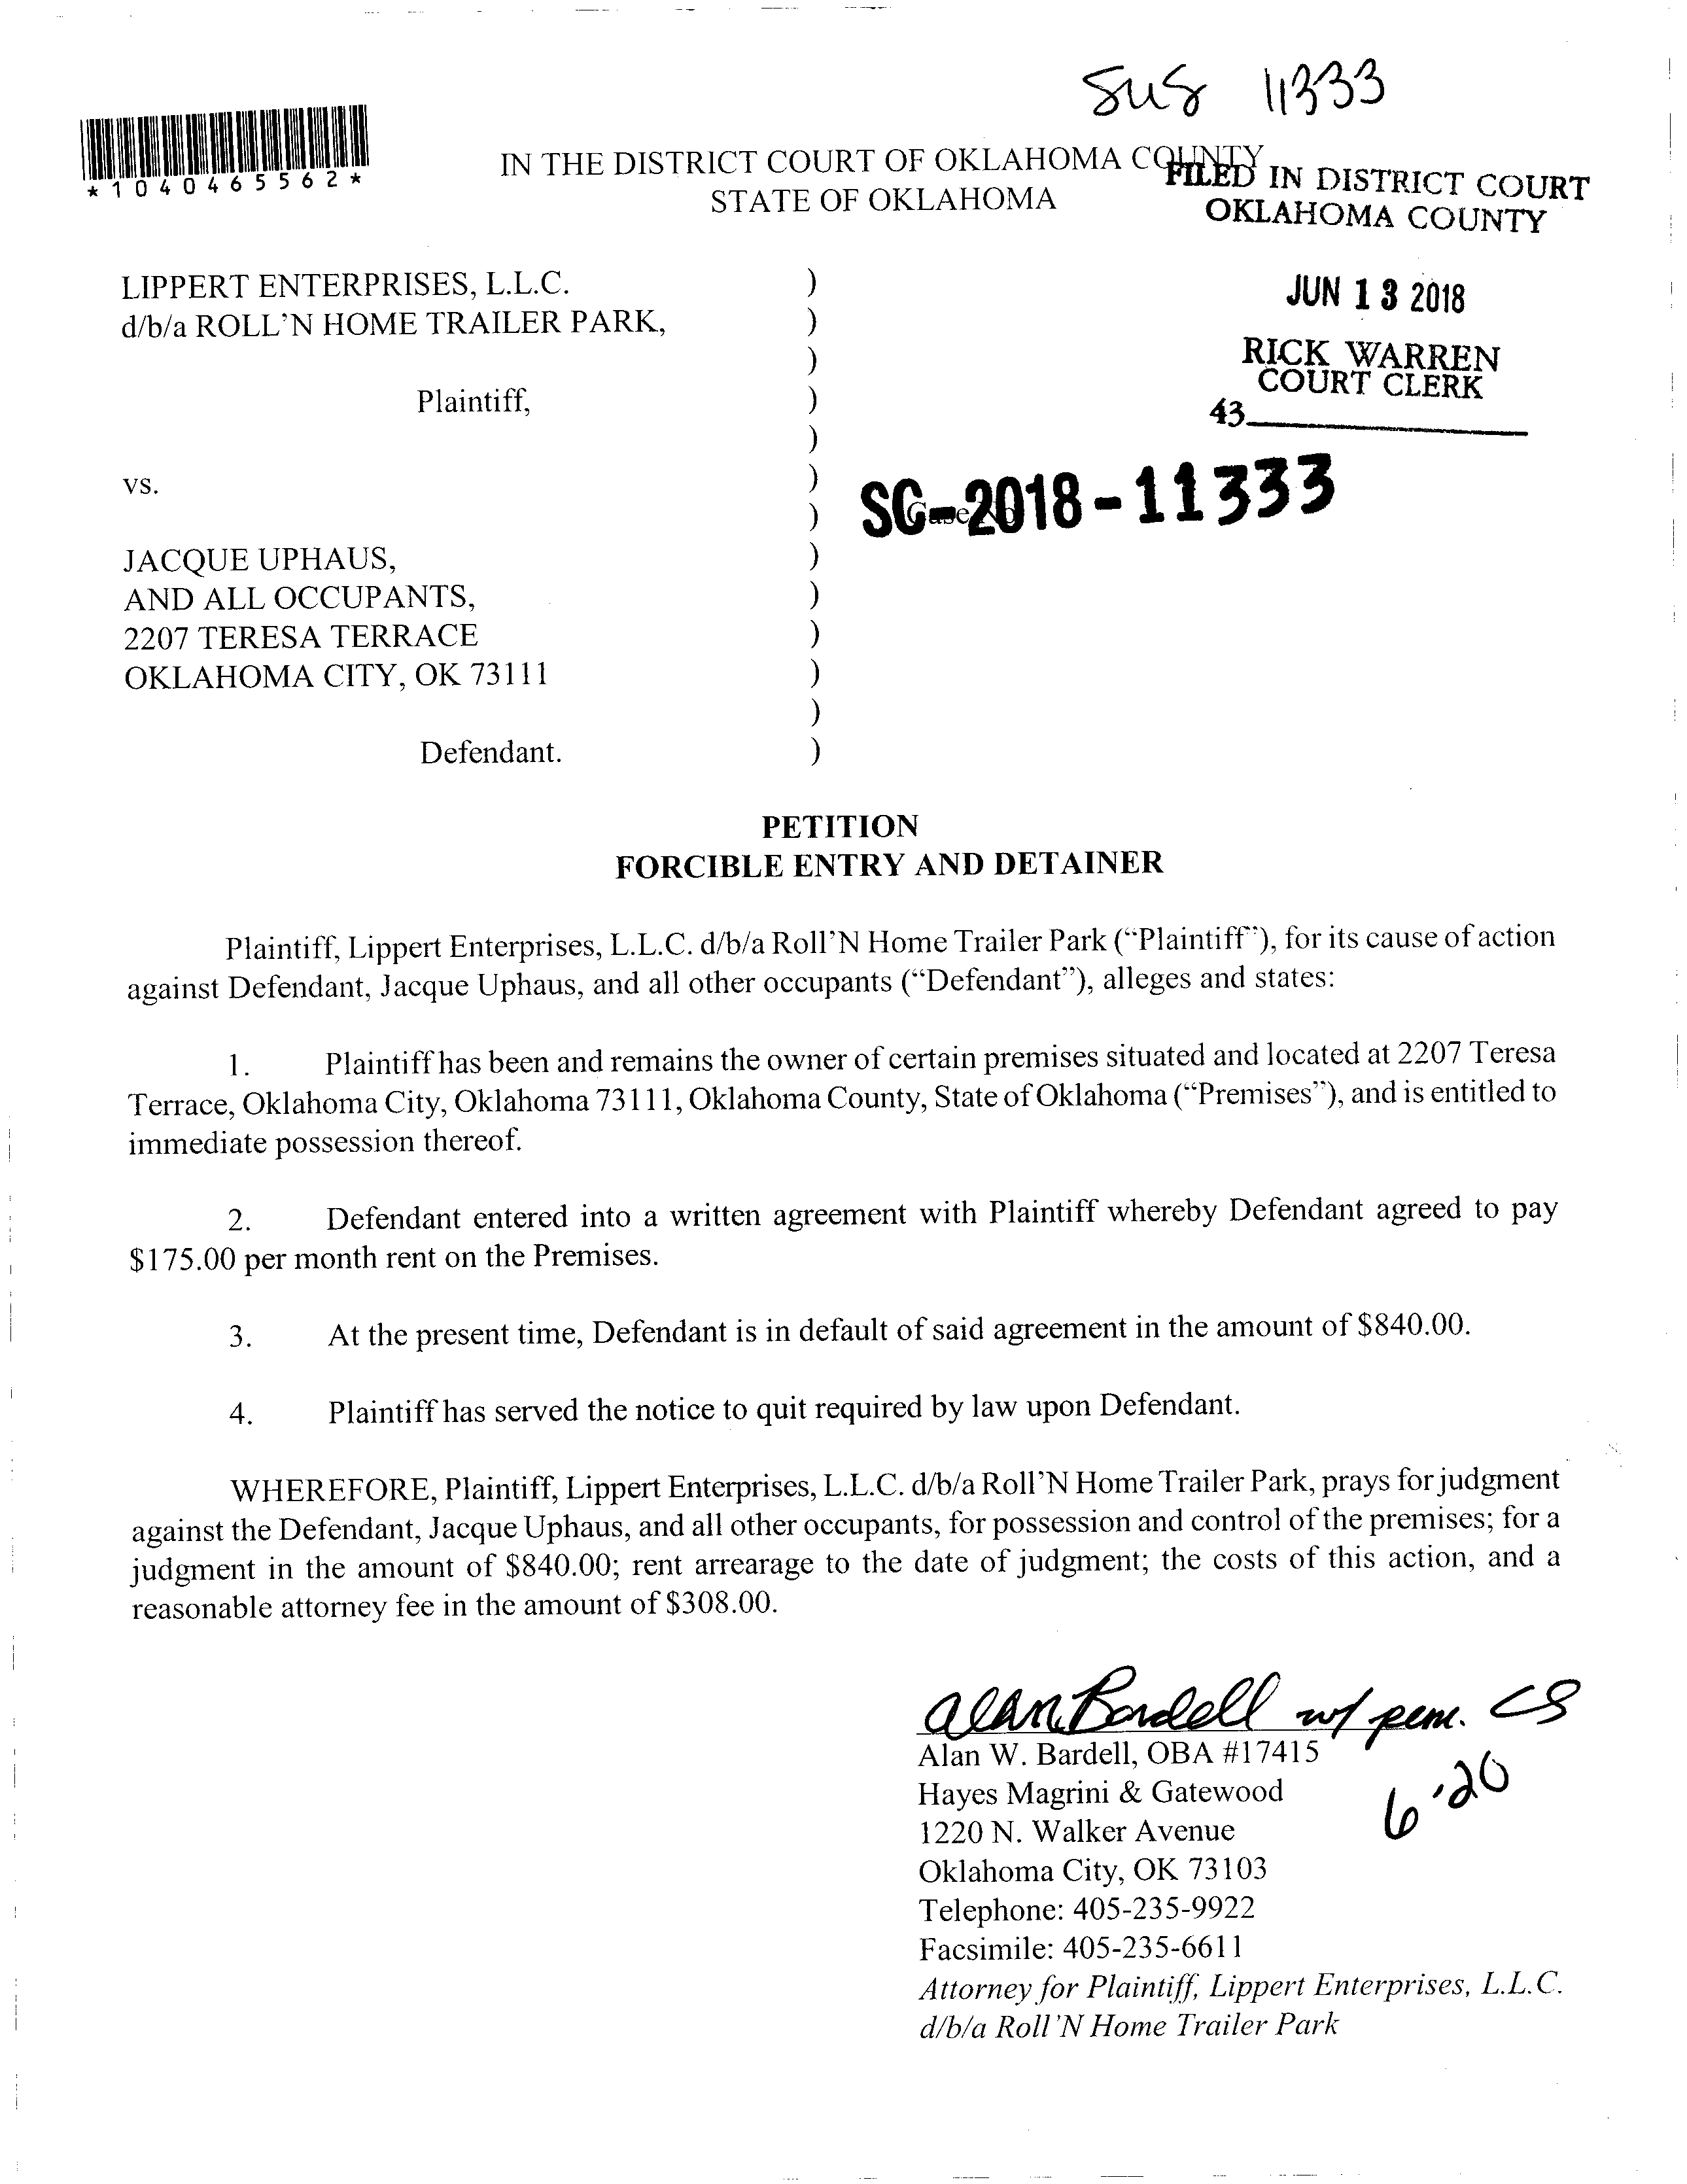 SUS 11333
*1040465562*
IN THE DISTRICT COURT OF OKLAHOMA COUNTY
STATE OF OKLAHOMA
FILED IN DISTRICT COURT
OKLAHOMA COUNTY
JUN 13 2018
RICK WARREN
COURT CLERK
43
LIPPERT ENTERPRISES, L.L.C. )
d/b/a ROLL'N HOME TRAILER PARK, )
)
Plaintiff, )
)
vs. )
) Case No
SC-2018-11333
JACQUE UPHAUS, )
AND ALL OCCUPANTS, )
2207 TERESA TERRACE )
OKLAHOMA CITY, OK 73111 )
)
Defendant. )
PETITION
FORCIBLE ENTRY AND DETAINER
Plaintiff, Lippert Enterprises, L.L.C. d/b/a Roll'N Home Trailer Park ("Plaintiff"), for its cause of action
against Defendant, Jacque Uphaus, and all other occupants ("Defendant"), alleges and states:
1. Plaintiff has been and remains the owner of certain premises situated and located at 2207 Teresa
Terrace, Oklahoma City, Oklahoma 73111, Oklahoma County, State of Oklahoma ("Premises"), and is entitled to
immediate possession thereof.
2. Defendant entered into a written agreement with Plaintiff whereby Defendant agreed to pay
$175.00 per month rent on the Premises.
3. At the present time, Defendant is in default of said agreement in the amount of $840.00.
4. Plaintiff has served the notice to quit required by law upon Defendant.
WHEREFORE, Plaintiff, Lippert Enterprises, L.L.C. d/b/a Roll'N Home Trailer Park, prays for judgment
against the Defendant, Jacque Uphaus, and all other occupants, for possession and control of the premises; for a
judgment in the amount of $840.00; rent arrearage to the date of judgment; the costs of this action, and a
reasonable attorney fee in the amount of $308.00.
Alan Bardell w/ perm. CS
Alan W. Bardell, OBA #17415
Hayes Magrini & Gatewood
6·20
1220 N. Walker Avenue
Oklahoma City, OK 73103
Telephone: 405-235-9922
Facsimile: 405-235-6611
Attorney for Plaintiff, Lippert Enterprises, L.L.C.
d/b/a Roll'N Home Trailer Park